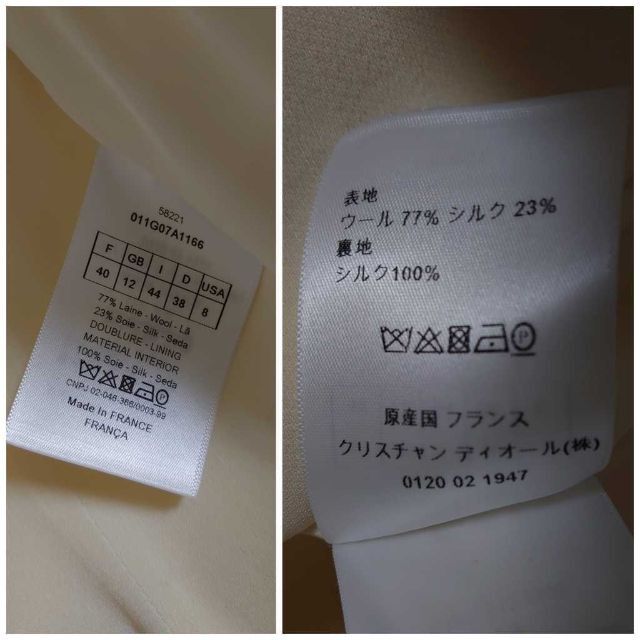 58221
011G07A1166
F GB I D USA
40 12 44 38 8
77% Laine - Wool - Lã
23% Soie - Silk - Seda
DOUBLURE - LINING
MATERIAL INTERIOR
100% Soie - Silk - Seda
CNPJ 02-046-386/0003-99
Made In FRANCE
FRANÇA
表地
ウール 77% シルク 23%
裏地
シルク100%
P
原産国 フランス
クリスチャン ディオール(株)
0120 02 1947